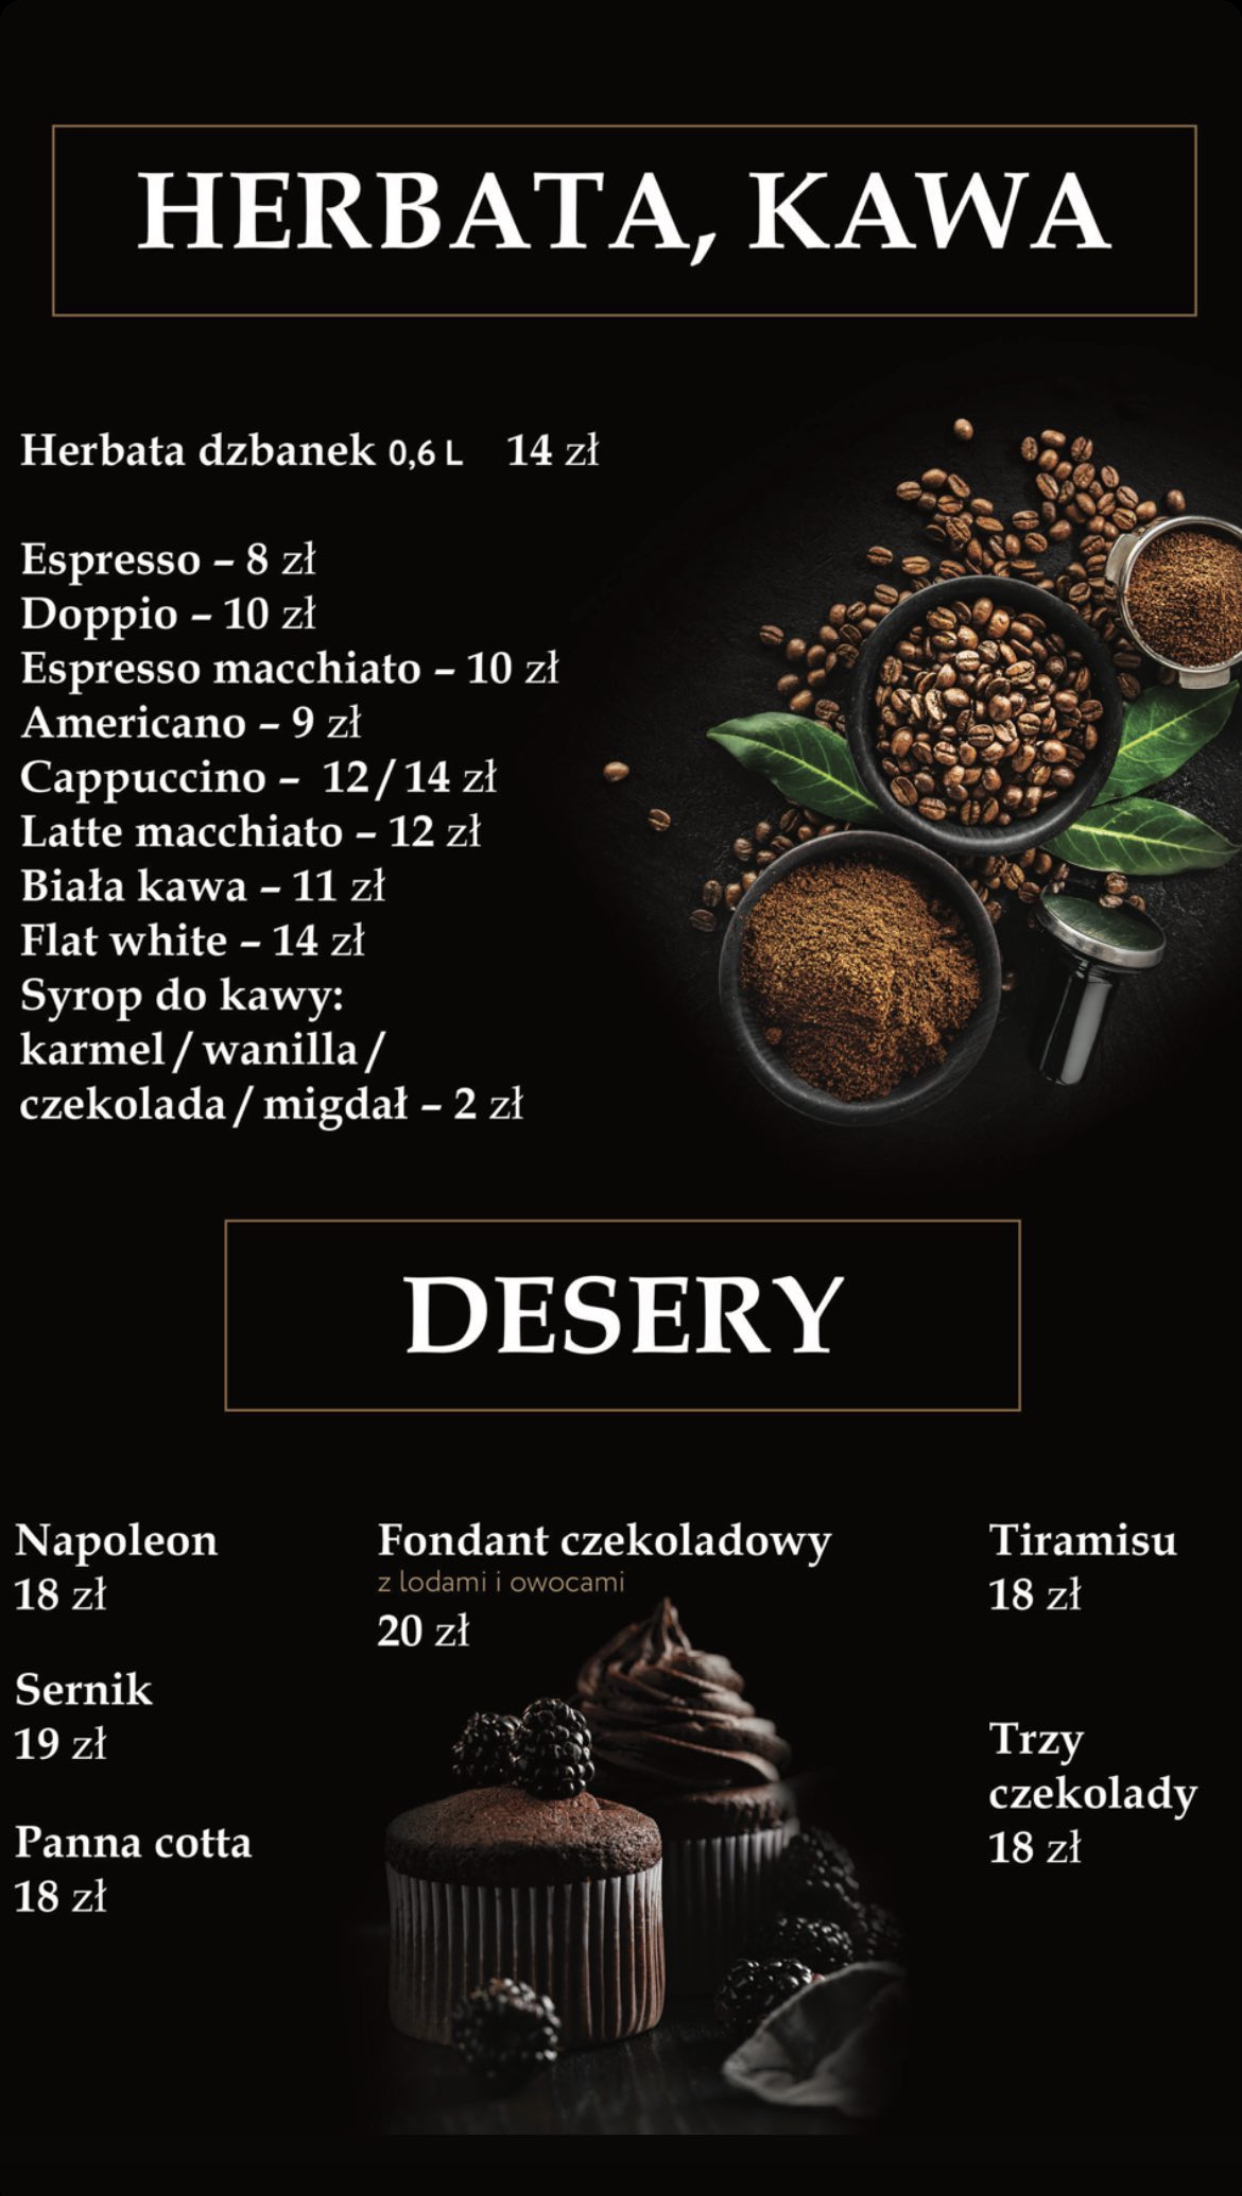 HERBATA, KAWA
Herbata dzbanek 0,6 L 14 zł
Espresso – 8 zł
Doppio – 10 zł
Espresso macchiato – 10 zł
Americano – 9 zł
Cappuccino – 12/14 zł
Latte macchiato – 12 zł
Biała kawa – 11 zł
Flat white – 14 zł
Syrop do kawy:
karmel/wanilla/
czekolada/migdał – 2 zł
DESERY
Napoleon
18 zł
Sernik
19 zł
Panna cotta
18 zł
Fondant czekoladowy
z lodami i owocami
20 zł
Tiramisu
18 zł
Trzy
czekolady
18 zł